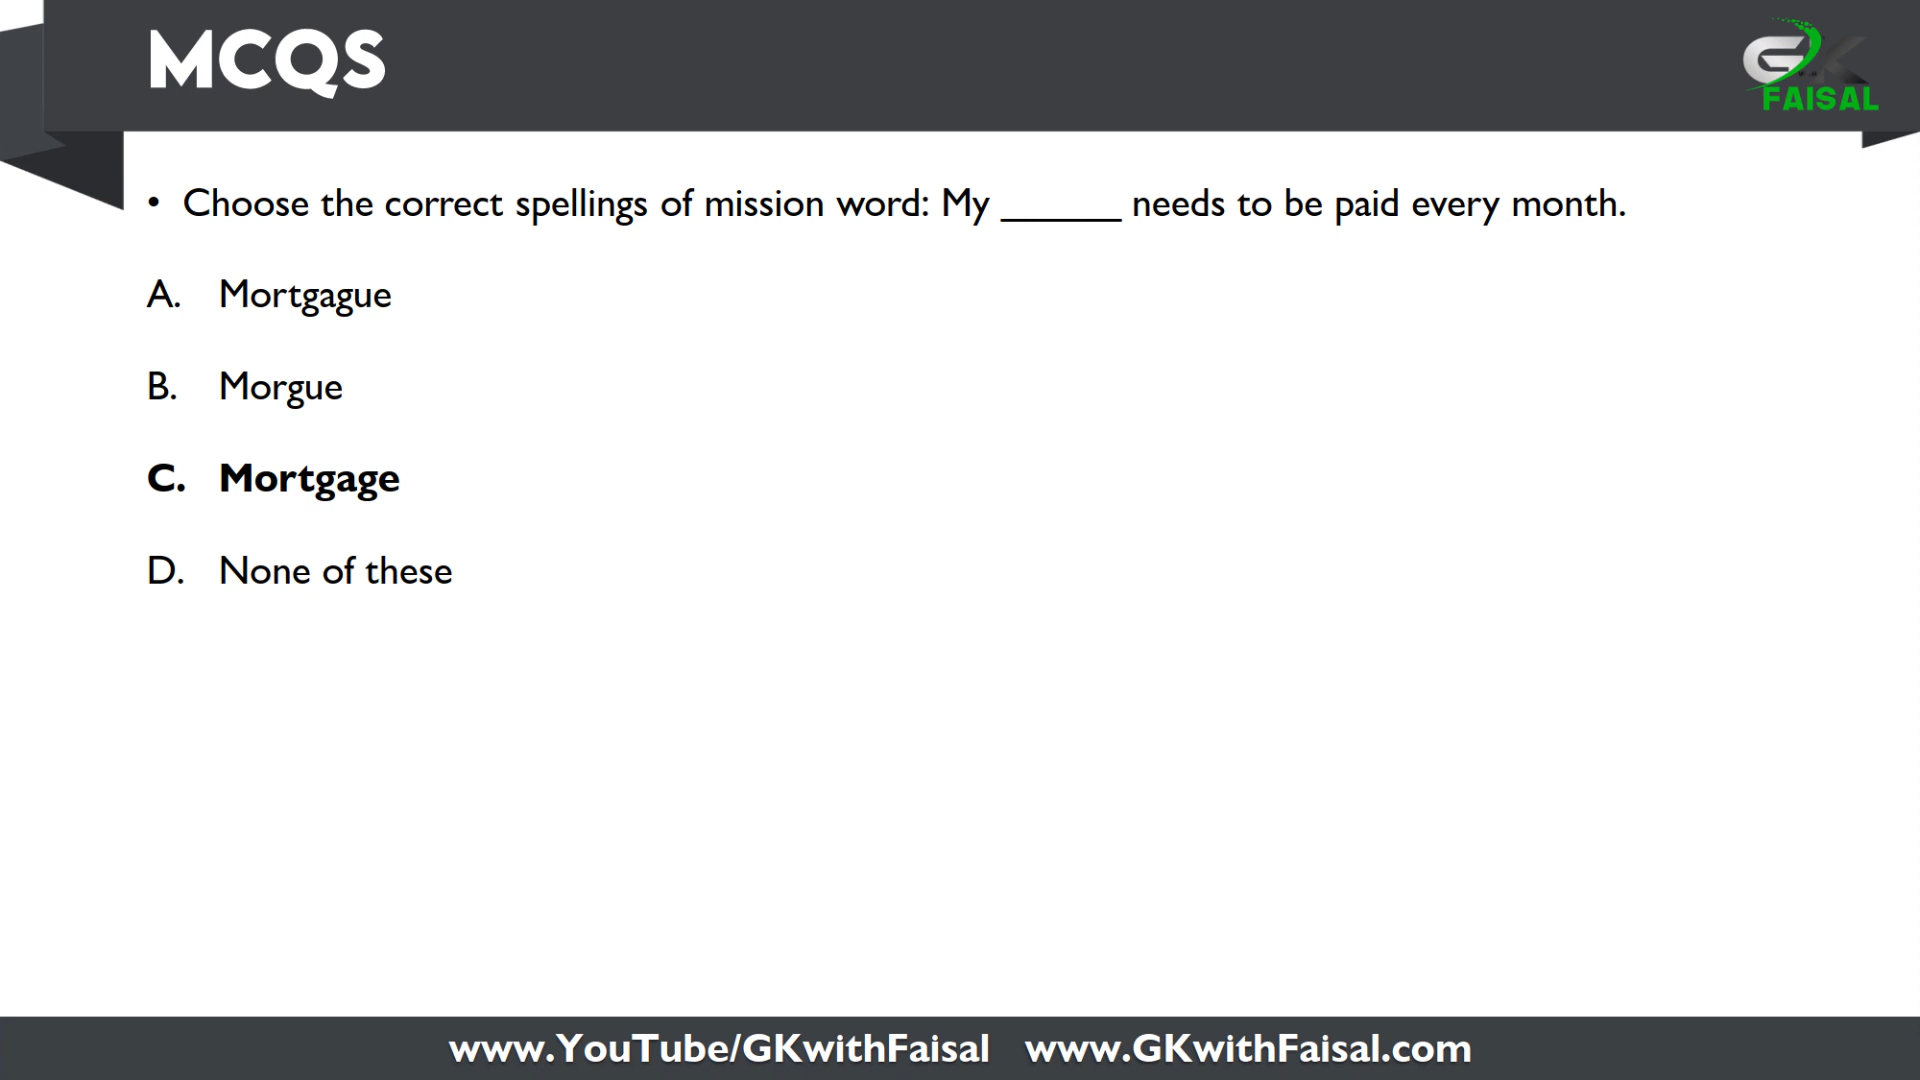 MCQS
GK
FAISAL
• Choose the correct spellings of mission word: My ______ needs to be paid every month.
A. Mortgague
B. Morgue
C. Mortgage
D. None of these
www.YouTube/GKwithFaisal www.GKwithFaisal.com